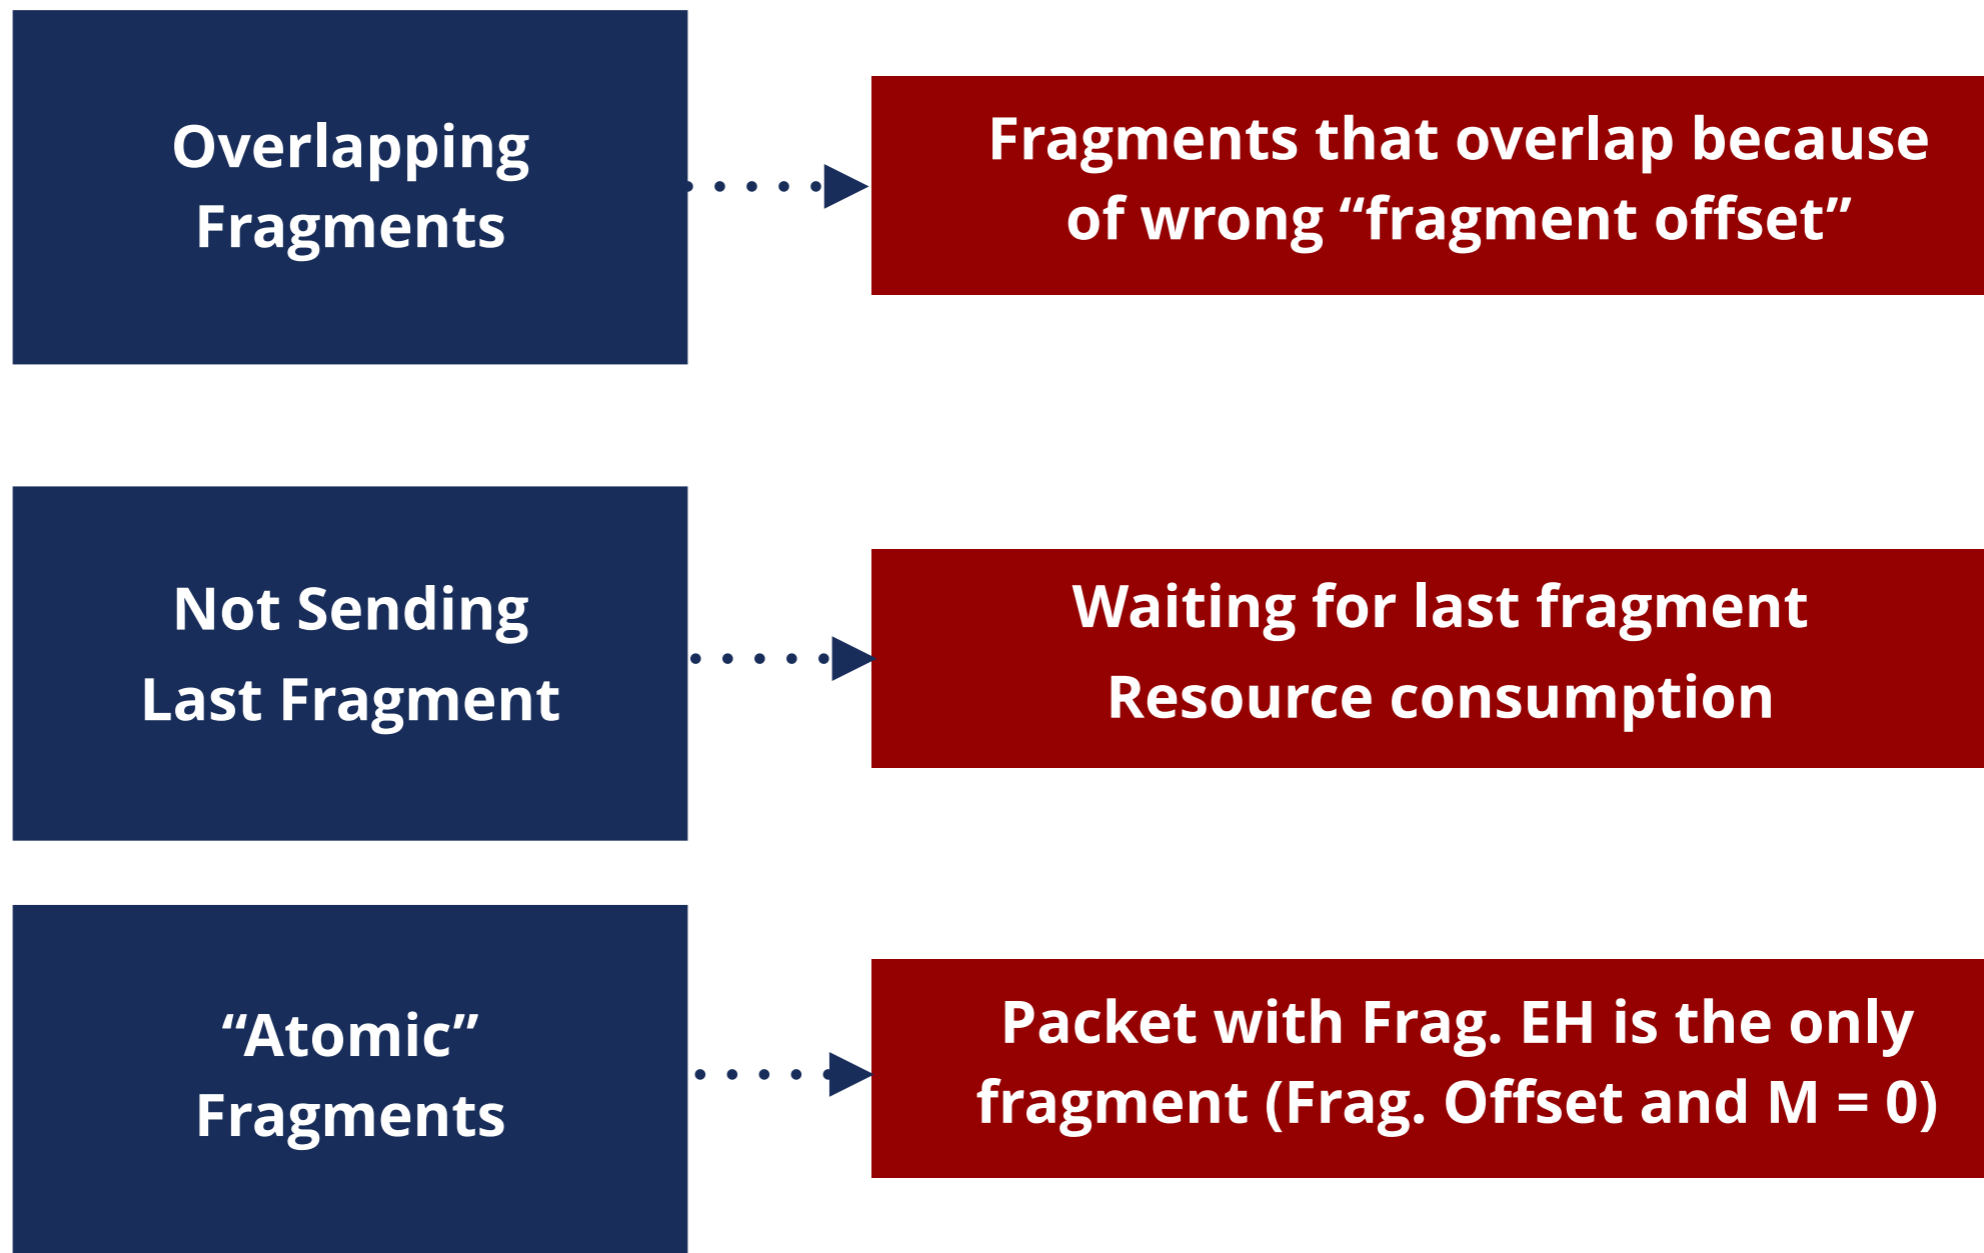 Overlapping
Fragments
Fragments that overlap because
of wrong “fragment offset”
Not Sending
Last Fragment
Waiting for last fragment
Resource consumption
“Atomic”
Fragments
Packet with Frag. EH is the only
fragment (Frag. Offset and M = 0)